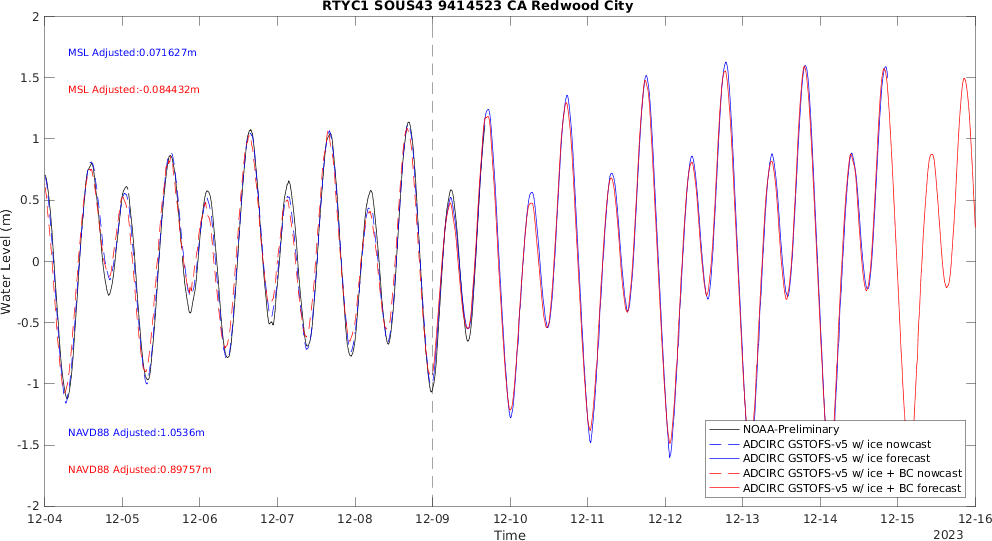 RTYC1 SOUS43 9414523 CA Redwood City
MSL Adjusted:0.071627m
MSL Adjusted:-0.084432m
NAVD88 Adjusted:1.0536m
NAVD88 Adjusted:0.89757m
Water Level (m)
2
1.5
1
0.5
0
-0.5
-1
-1.5
-2
NOAA-Preliminary
ADCIRC GSTOFS-v5 w/ ice nowcast
ADCIRC GSTOFS-v5 w/ ice forecast
ADCIRC GSTOFS-v5 w/ ice + BC nowcast
ADCIRC GSTOFS-v5 w/ ice + BC forecast
12-04 12-05 12-06 12-07 12-08 12-09 12-10 12-11 12-12 12-13 12-14 12-15 12-16
Time
2023